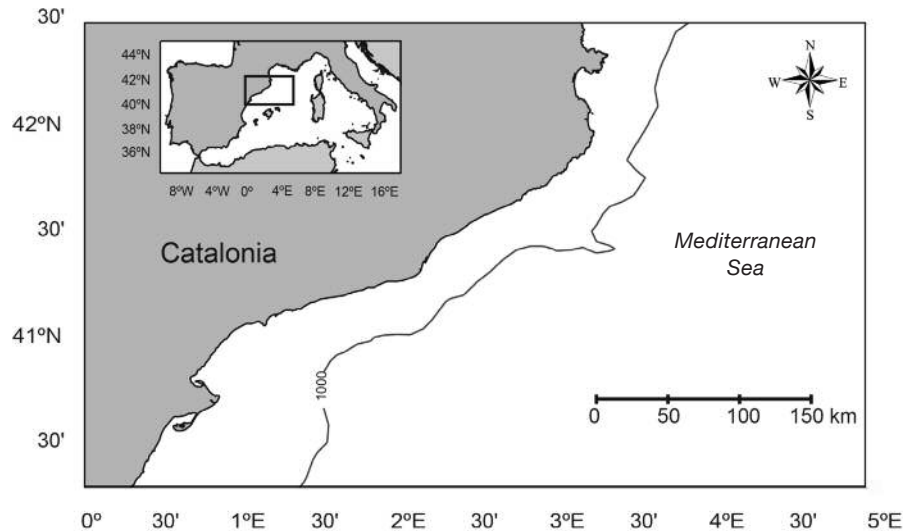 30'
42ºN
30'
41ºN
30'
0º 30' 1ºE 30' 2ºE 30' 3ºE 30' 4ºE 30' 5ºE
44ºN
42ºN
40ºN
38ºN
36ºN
8ºW 4ºW 0º 4ºE 8ºE 12ºE 16ºE
N
W E
S
Catalonia
Mediterranean
Sea
1000
0 50 100 150 km